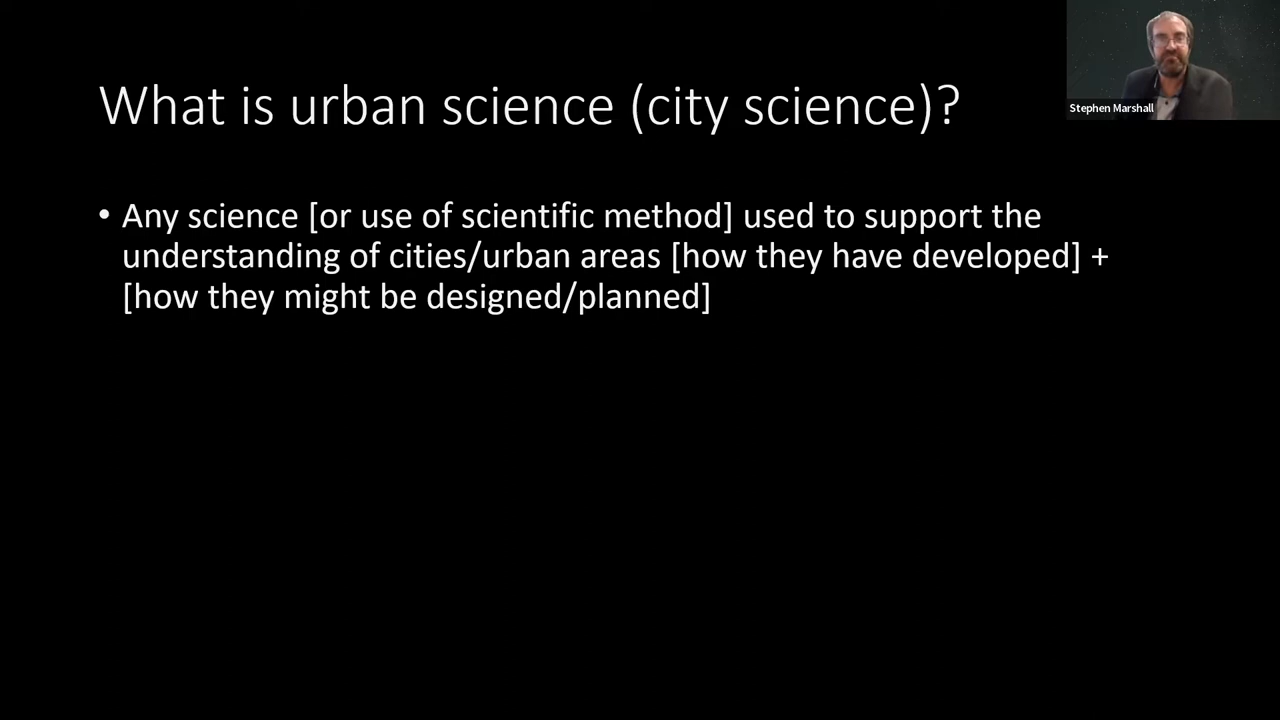 What is urban science (city science)?
Stephen Marshall
• Any science [or use of scientific method] used to support the
understanding of cities/urban areas [how they have developed] +
[how they might be designed/planned]